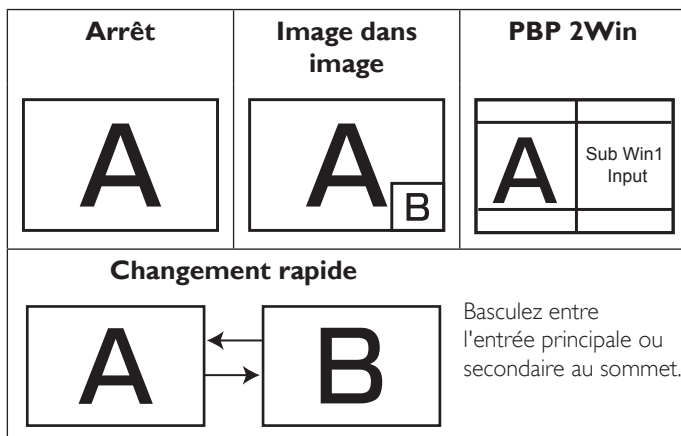 Arrêt
Image dans
image
PBP 2Win
A
A
B
A
Sub Win1
Input
Changement rapide
A
B
Basculez entre
l'entrée principale ou
secondaire au sommet.